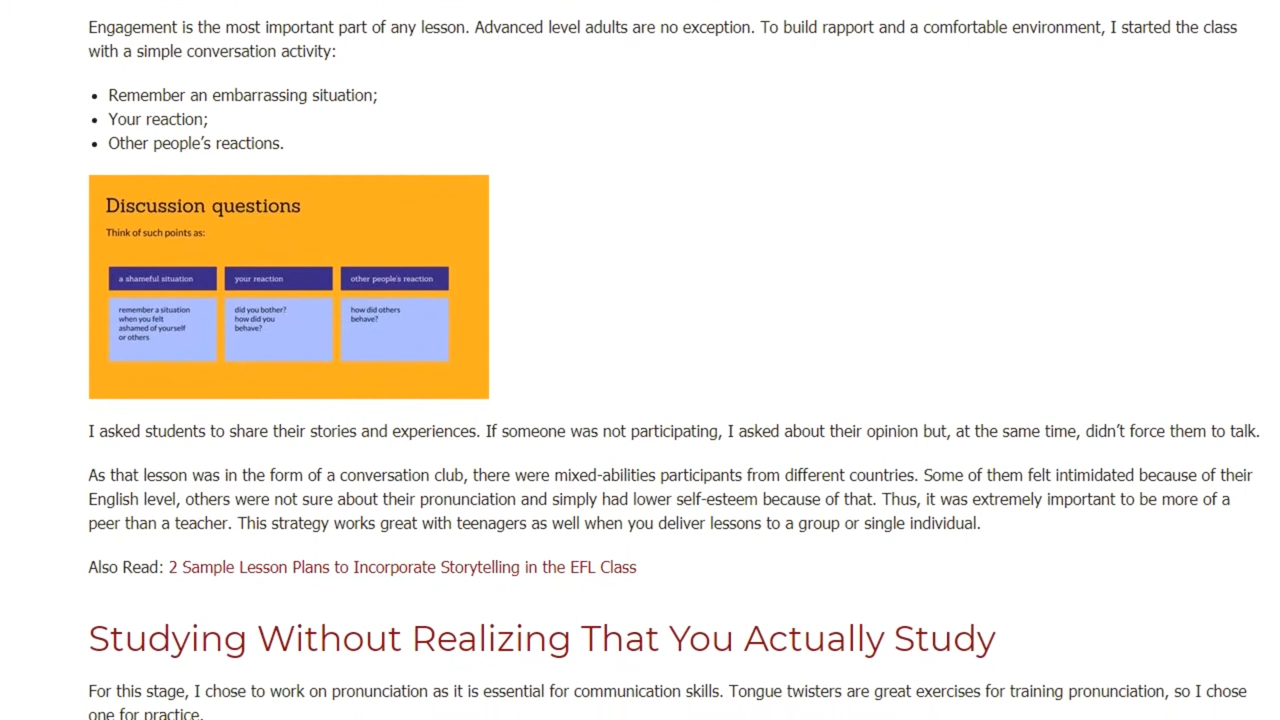 Engagement is the most important part of any lesson. Advanced level adults are no exception. To build rapport and a comfortable environment, I started the class
with a simple conversation activity:
• Remember an embarrassing situation;
• Your reaction;
• Other people’s reactions.
Discussion questions
Think of such points as:
a shameful situation
your reaction
other people's reaction
remember a situation
when you felt
ashamed of yourself
or others
did you bother?
how did you
behave?
how did others
behave?
I asked students to share their stories and experiences. If someone was not participating, I asked about their opinion but, at the same time, didn’t force them to talk.
As that lesson was in the form of a conversation club, there were mixed-abilities participants from different countries. Some of them felt intimidated because of their
English level, others were not sure about their pronunciation and simply had lower self-esteem because of that. Thus, it was extremely important to be more of a
peer than a teacher. This strategy works great with teenagers as well when you deliver lessons to a group or single individual.
Also Read: 2 Sample Lesson Plans to Incorporate Storytelling in the EFL Class
Studying Without Realizing That You Actually Study
For this stage, I chose to work on pronunciation as it is essential for communication skills. Tongue twisters are great exercises for training pronunciation, so I chose
one for practice.